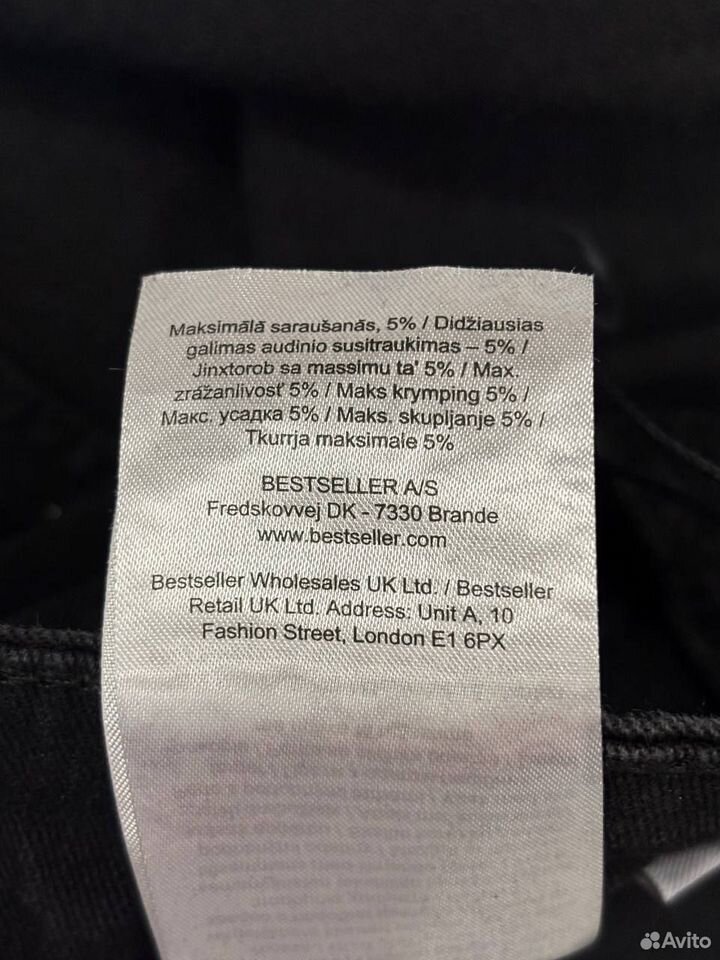 Maksimālā saraušanās, 5% / Didžiausias
galimas audinio susitraukimas – 5% /
Jinxtorob sa massimu ta' 5% / Max.
zrážanlivosť 5% / Maks krymping 5% /
Макс. усадка 5% / Maks. skupljanje 5% /
Tkurrja maksimale 5%
BESTSELLER A/S
Fredskovvej DK - 7330 Brande
www.bestseller.com
Bestseller Wholesales UK Ltd. / Bestseller
Retail UK Ltd. Address: Unit A, 10
Fashion Street, London E1 6PX
Avito